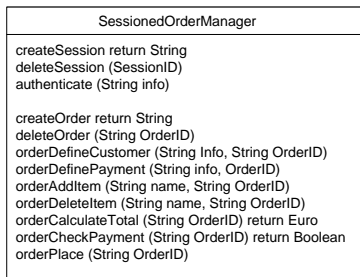 SessionedOrderManager
createSession return String
deleteSession (SessionID)
authenticate (String info)
createOrder return String
deleteOrder (String OrderID)
orderDefineCustomer (String Info, String OrderID)
orderDefinePayment (String info, OrderID)
orderAddItem (String name, String OrderID)
orderDeleteItem (String name, String OrderID)
orderCalculateTotal (String OrderID) return Euro
orderCheckPayment (String OrderID) return Boolean
orderPlace (String OrderID)